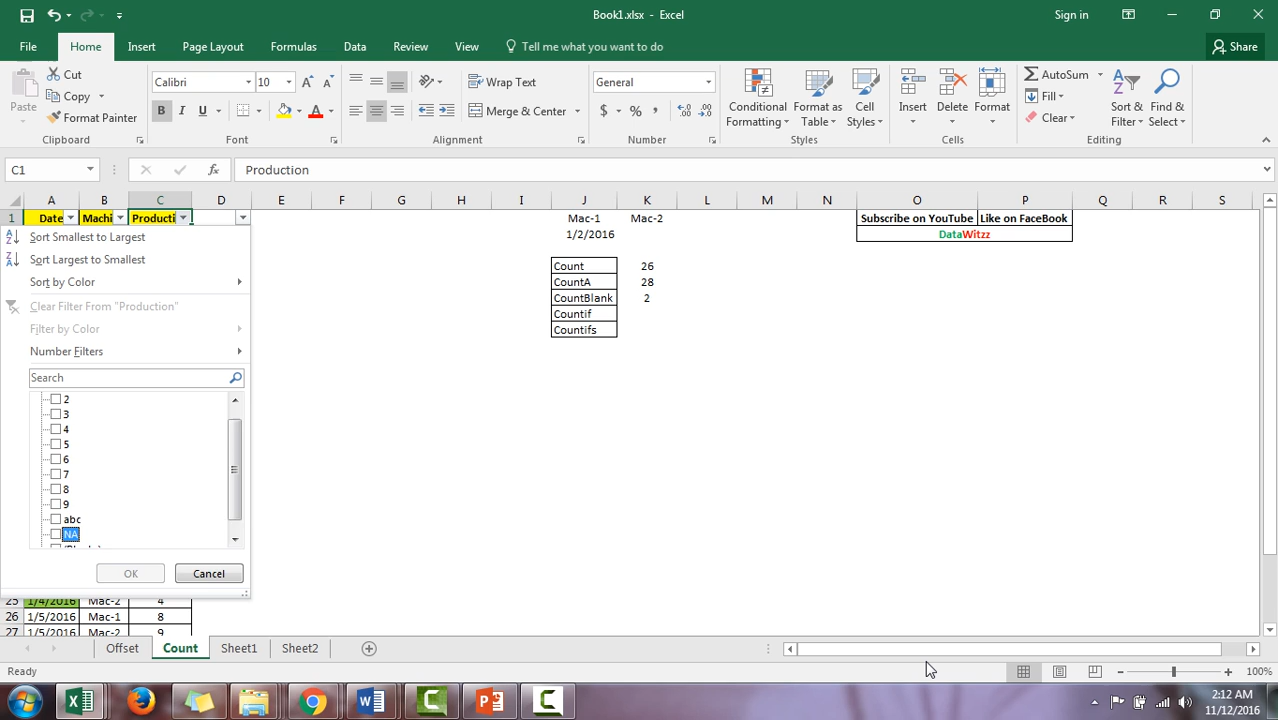 Book1.xlsx - Excel
Sign in
File Home Insert Page Layout Formulas Data Review View Tell me what you want to do Share
Paste
Cut
Copy
Format Painter
Clipboard
Calibri 10
B I U
Font
Wrap Text
Merge & Center
Alignment
General
$ % ,
Number
Conditional Formatting
Format as Table
Cell Styles
Styles
Insert
Delete
Format
Cells
AutoSum
Fill
Clear
Sort & Filter
Find & Select
Editing
C1 fx Production
A B C D E F G H I J K L M N O P Q R S
1 Date Machi Producti Mac-1 Mac-2 Subscribe on YouTube Like on FaceBook
1/2/2016 DataWitzz
Count 26
CountA 28
CountBlank 2
Countif
Countifs
Sort Smallest to Largest
Sort Largest to Smallest
Sort by Color
Clear Filter From "Production"
Filter by Color
Number Filters
Search
2
3
4
5
6
7
8
9
abc
NA
OK Cancel
25 1/4/2016 Mac-2 4
26 1/5/2016 Mac-1 8
27 1/5/2016 Mac-2 9
Offset Count Sheet1 Sheet2
Ready
100%
2:12 AM
11/12/2016